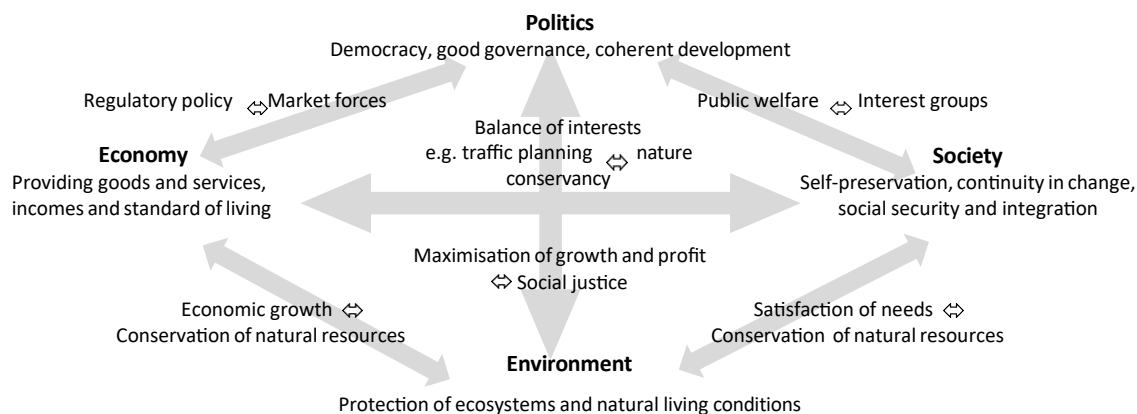 Politics
Democracy, good governance, coherent development
Regulatory policy ⬄ Market forces
Public welfare ⬄ Interest groups
Balance of interests
e.g. traffic planning ⬄ nature
conservancy
Economy
Providing goods and services,
incomes and standard of living
Society
Self-preservation, continuity in change,
social security and integration
Maximisation of growth and profit
⬄ Social justice
Economic growth ⬄
Conservation of natural resources
Satisfaction of needs ⬄
Conservation of natural resources
Environment
Protection of ecosystems and natural living conditions